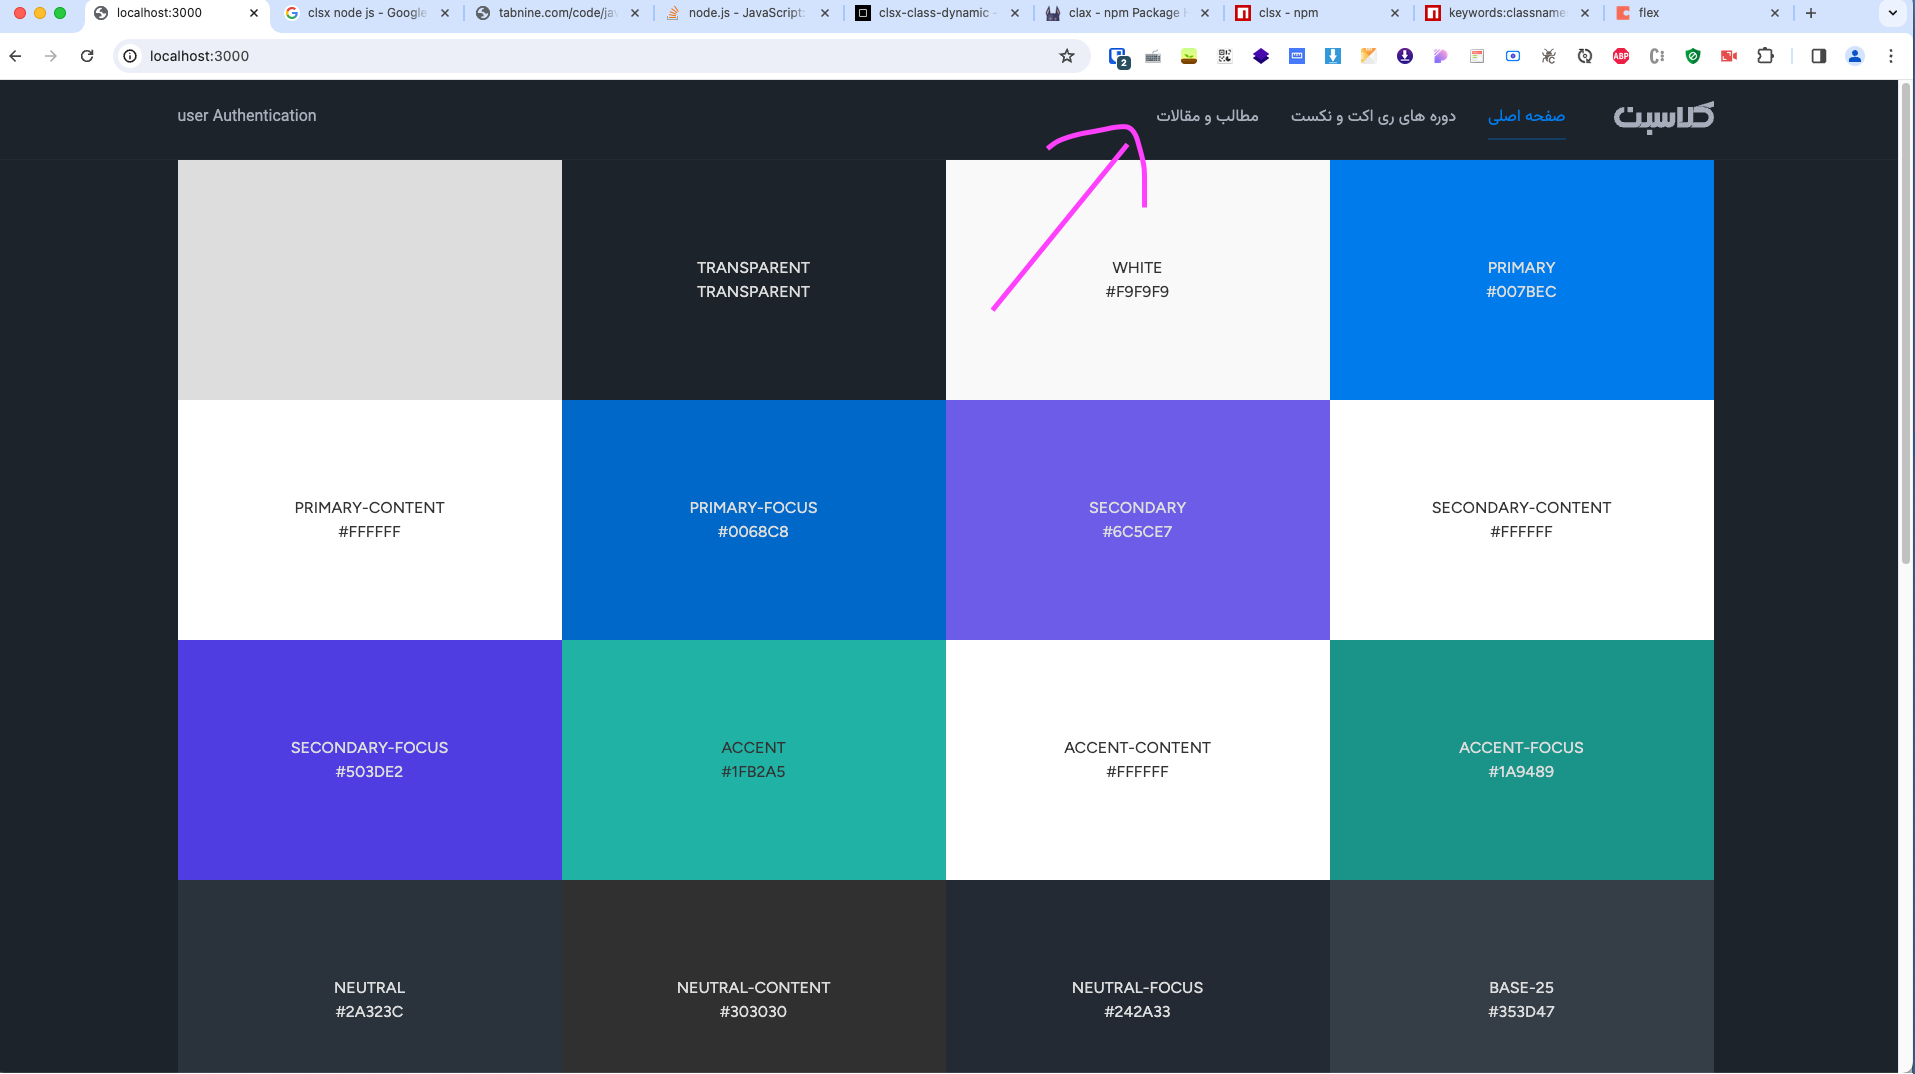 localhost:3000
clsx node js - Google
tabnine.com/code/jav
node.js - JavaScript:
clsx-class-dynamic -
clax - npm Package
clsx - npm
keywords:classname
flex
localhost:3000
2
ABP
کلاسبت
صفحه اصلی
دوره های ری اکت و نکست
مطالب و مقالات
user Authentication
TRANSPARENT
TRANSPARENT
WHITE
#F9F9F9
PRIMARY
#007BEC
PRIMARY-CONTENT
#FFFFFF
PRIMARY-FOCUS
#0068C8
SECONDARY
#6C5CE7
SECONDARY-CONTENT
#FFFFFF
SECONDARY-FOCUS
#503DE2
ACCENT
#1FB2A5
ACCENT-CONTENT
#FFFFFF
ACCENT-FOCUS
#1A9489
NEUTRAL
#2A323C
NEUTRAL-CONTENT
#303030
NEUTRAL-FOCUS
#242A33
BASE-25
#353D47